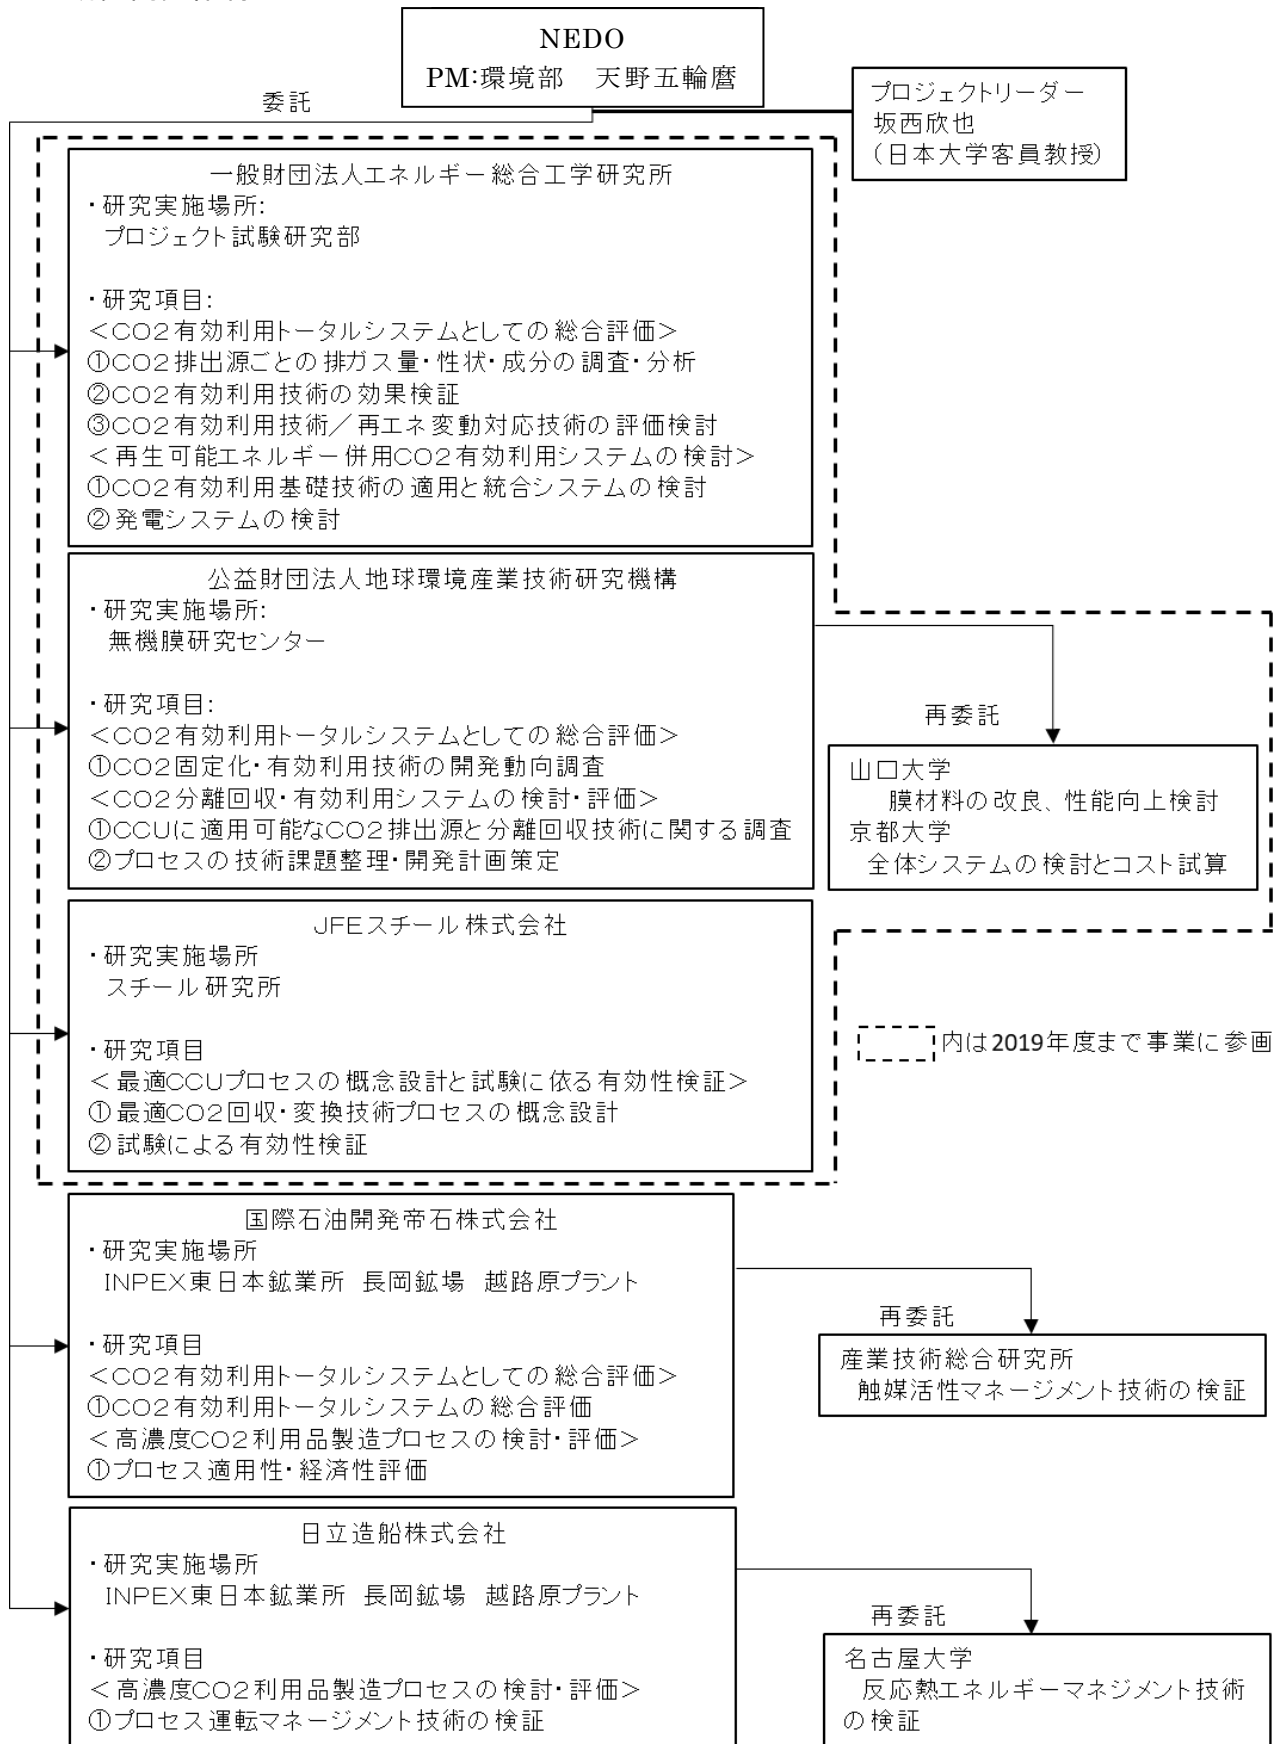 NEDO
PM:環境部　天野五輪麿
委託
プロジェクトリーダー
坂西欣也
(日本大学客員教授)
一般財団法人エネルギー総合工学研究所
・研究実施場所:
プロジェクト試験研究部
・研究項目:
<CO2有効利用トータルシステムとしての総合評価>
①CO2排出源ごとの排ガス量・性状・成分の調査・分析
②CO2有効利用技術の効果検証
③CO2有効利用技術／再エネ変動対応技術の評価検討
<再生可能エネルギー併用CO2有効利用システムの検討>
①CO2有効利用基礎技術の適用と統合システムの検討
②発電システムの検討
公益財団法人地球環境産業技術研究機構
・研究実施場所:
無機膜研究センター
・研究項目:
<CO2有効利用トータルシステムとしての総合評価>
①CO2固定化・有効利用技術の開発動向調査
<CO2分離回収・有効利用システムの検討・評価>
①CCUに適用可能なCO2排出源と分離回収技術に関する調査
②プロセスの技術課題整理・開発計画策定
再委託
山口大学
膜材料の改良、性能向上検討
京都大学
全体システムの検討とコスト試算
JFEスチール株式会社
・研究実施場所
スチール研究所
・研究項目
<最適CCUプロセスの概念設計と試験に依る有効性検証>
①最適CO2回収・変換技術プロセスの概念設計
②試験による有効性検証
内は2019年度まで事業に参画
国際石油開発帝石株式会社
・研究実施場所
INPEX東日本鉱業所 長岡鉱場 越路原プラント
・研究項目
<CO2有効利用トータルシステムとしての総合評価>
①CO2有効利用トータルシステムの総合評価
<高濃度CO2利用品製造プロセスの検討・評価>
①プロセス適用性・経済性評価
再委託
産業技術総合研究所
触媒活性マネージメント技術の検証
日立造船株式会社
・研究実施場所
INPEX東日本鉱業所 長岡鉱場 越路原プラント
・研究項目
<高濃度CO2利用品製造プロセスの検討・評価>
①プロセス運転マネージメント技術の検証
再委託
名古屋大学
反応熱エネルギーマネジメント技術
の検証